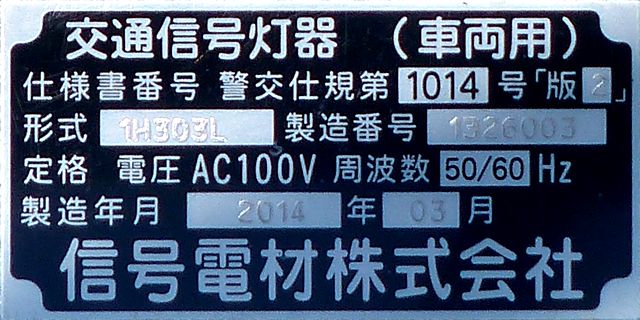 交通信号灯器 (車両用)
仕様書番号 警交仕規第 1014 号「版 2」
形式 1H303L 製造番号 1326003
定格 電圧 AC100V 周波数 50/60 Hz
製造年月 2014 年 03 月
信号電材株式会社